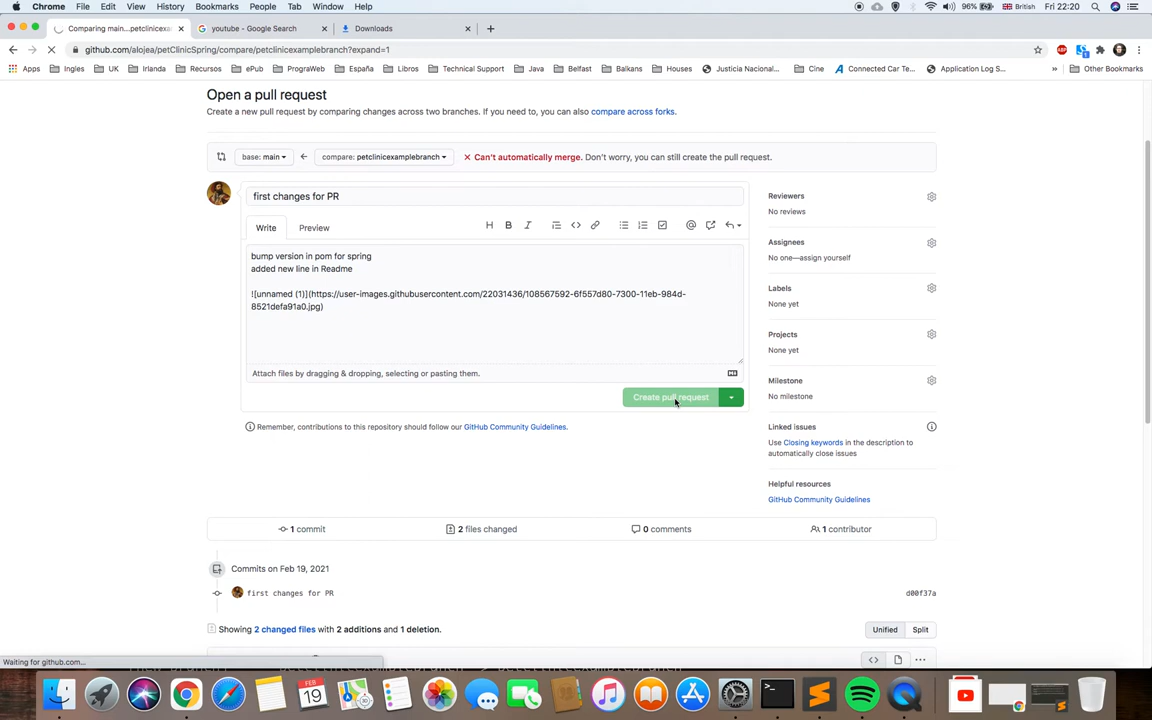 Chrome File Edit View History Bookmarks People Tab Window Help 96% British Fri 22:20
Comparing main...petclinicexamp youtube - Google Search Downloads
github.com/alojea/petClinicSpring/compare/petclinicexamplebranch?expand=1
Apps Ingles UK Irlanda Recursos ePub PrograWeb España Libros Technical Support Java Belfast Balkans Houses Justicia Nacional... Cine Connected Car Te... Application Log S... » Other Bookmarks
Open a pull request
Create a new pull request by comparing changes across two branches. If you need to, you can also compare across forks.
base: main compare: petclinicexamplebranch Can't automatically merge. Don't worry, you can still create the pull request.
first changes for PR
Write Preview
bump version in pom for spring
added new line in Readme
![unnamed (1)](https://user-images.githubusercontent.com/22031436/108567592-6f557d80-7300-11eb-984d-
8521defa91a0.jpg)
Attach files by dragging & dropping, selecting or pasting them.
Create pull request
Remember, contributions to this repository should follow our GitHub Community Guidelines.
Reviewers
No reviews
Assignees
No one—assign yourself
Labels
None yet
Projects
None yet
Milestone
No milestone
Linked issues
Use Closing keywords in the description to
automatically close issues
Helpful resources
GitHub Community Guidelines
1 commit 2 files changed 0 comments 1 contributor
Commits on Feb 19, 2021
first changes for PR d00f37a
Showing 2 changed files with 2 additions and 1 deletion.
Unified Split
Waiting for github.com...
FEB
19